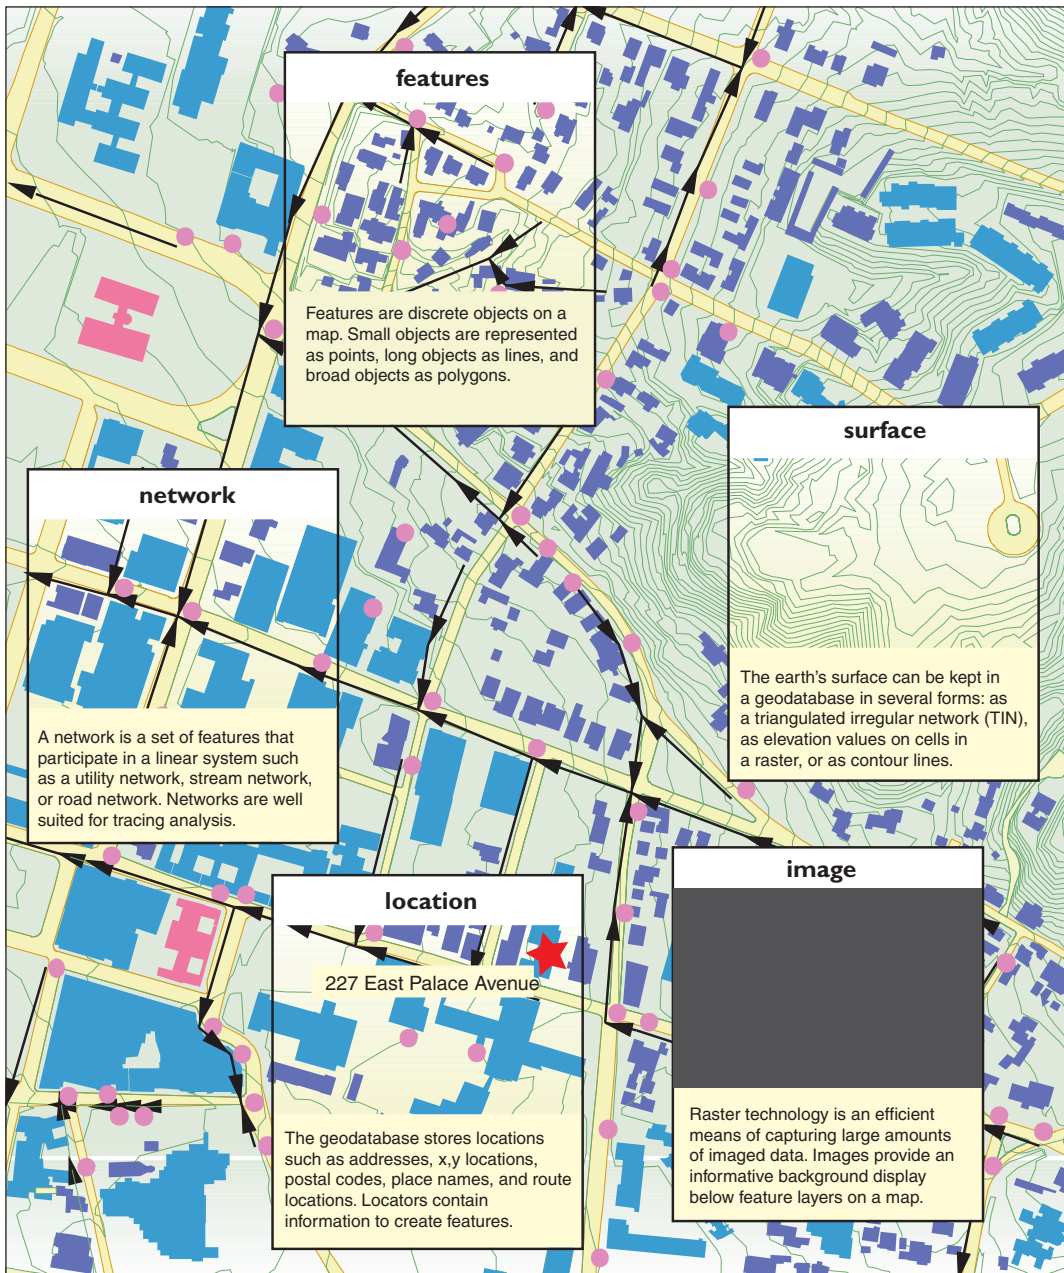 features
Features are discrete objects on a
map. Small objects are represented
as points, long objects as lines, and
broad objects as polygons.
surface
The earth's surface can be kept in
a geodatabase in several forms: as
a triangulated irregular network (TIN),
as elevation values on cells in
a raster, or as contour lines.
network
A network is a set of features that
participate in a linear system such
as a utility network, stream network,
or road network. Networks are well
suited for tracing analysis.
location
227 East Palace Avenue
The geodatabase stores locations
such as addresses, x,y locations,
postal codes, place names, and route
locations. Locators contain
information to create features.
image
Raster technology is an efficient
means of capturing large amounts
of imaged data. Images provide an
informative background display
below feature layers on a map.